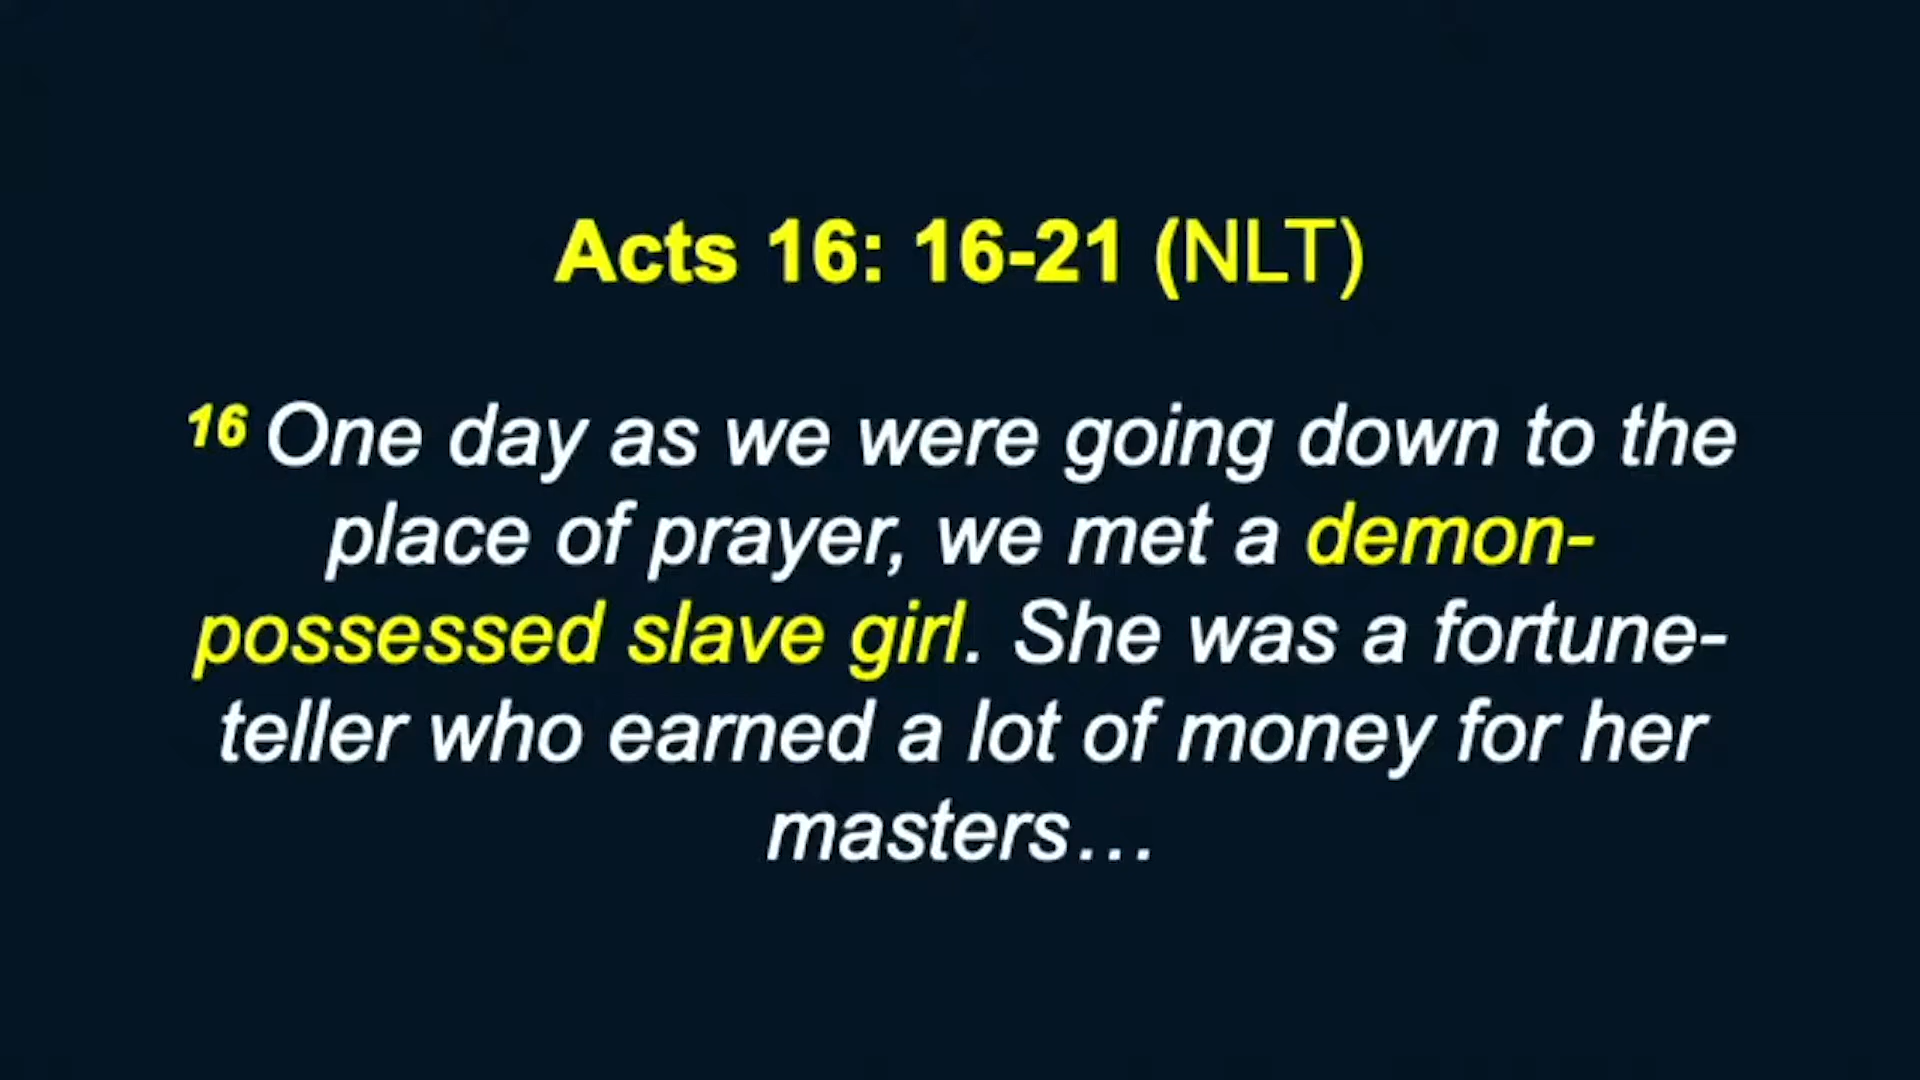 Acts 16: 16-21 (NLT)
16 One day as we were going down to the
place of prayer, we met a demon-
possessed slave girl. She was a fortune-
teller who earned a lot of money for her
masters…